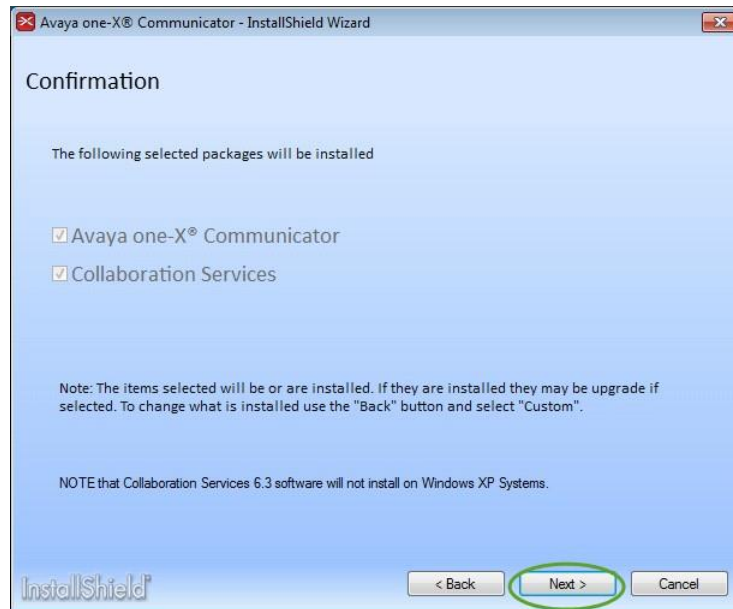 Avaya one-X® Communicator - InstallShield Wizard
Confirmation
The following selected packages will be installed
Avaya one-X® Communicator
Collaboration Services
Note: The items selected will be or are installed. If they are installed they may be upgrade if
selected. To change what is installed use the "Back" button and select "Custom".
NOTE that Collaboration Services 6.3 software will not install on Windows XP Systems.
InstallShield
< Back
Next >
Cancel